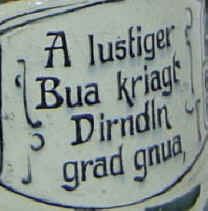 A lustiger
Bua kriagt
Dirndln
grad gnua,